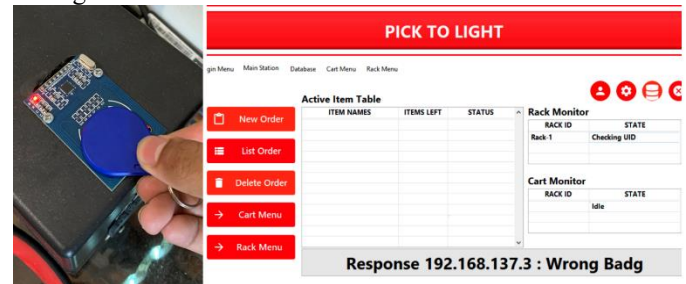 PICK TO LIGHT
gin Menu Main Station Database Cart Menu Rack Menu
Active Item Table
ITEM NAMES ITEMS LEFT STATUS
New Order
List Order
Delete Order
Cart Menu
Rack Menu
Rack Monitor
RACK ID STATE
Rack-1 Checking UID
Cart Monitor
RACK ID STATE
Idle
Response 192.168.137.3 : Wrong Badg